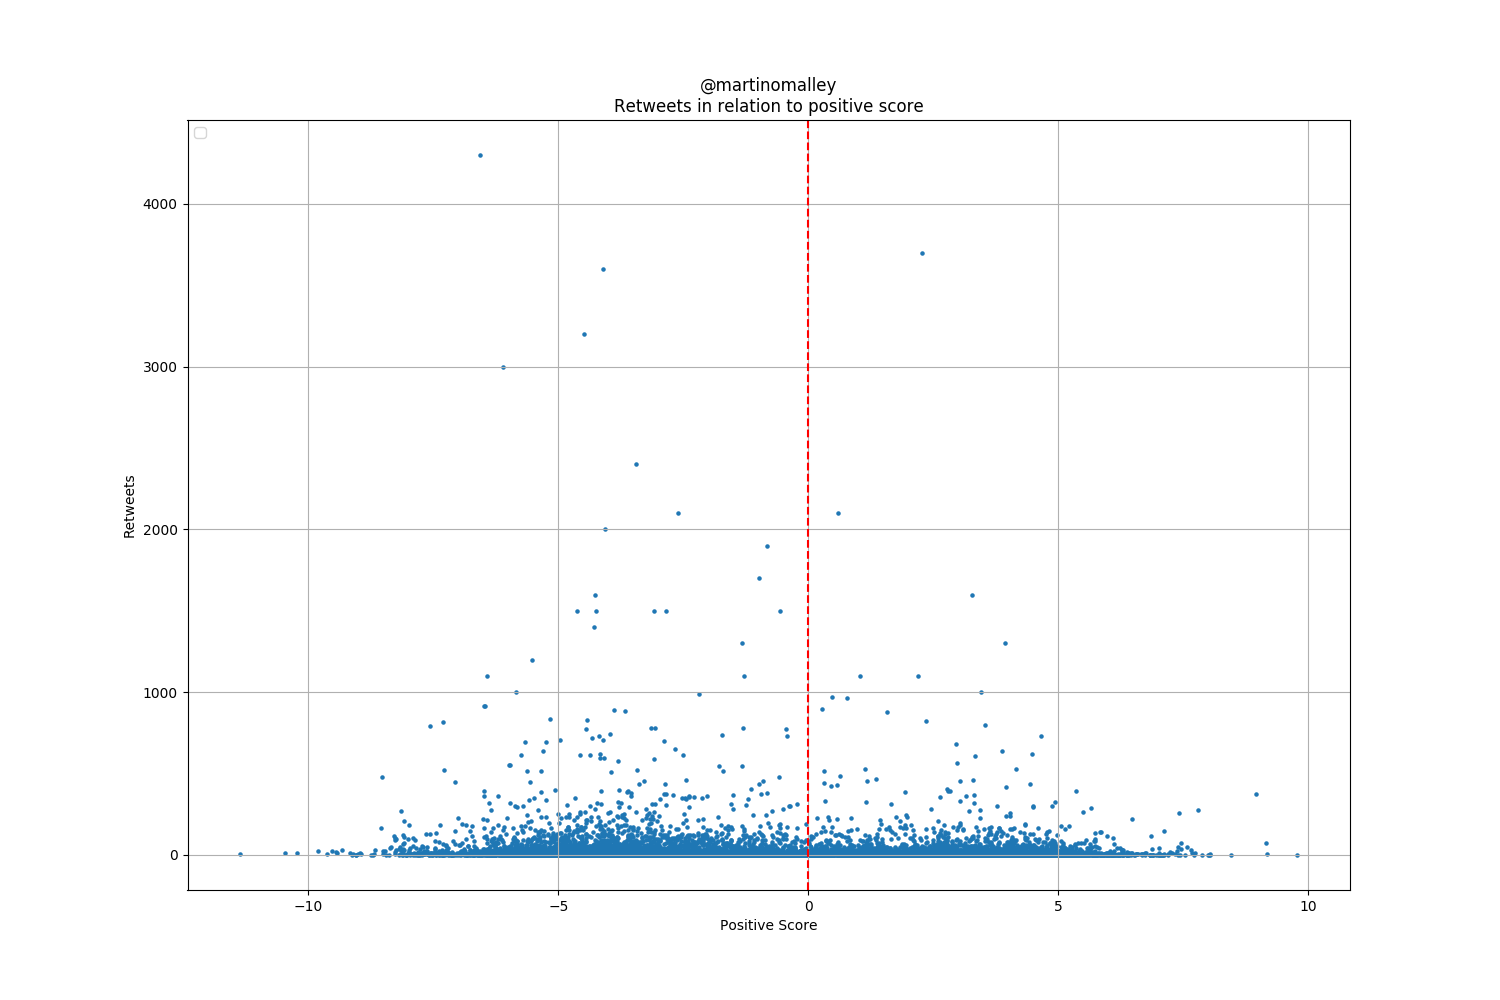 @martinomalley
Retweets in relation to positive score
4000
3000
2000
1000
0
Retweets
−10
−5
0
5
10
Positive Score